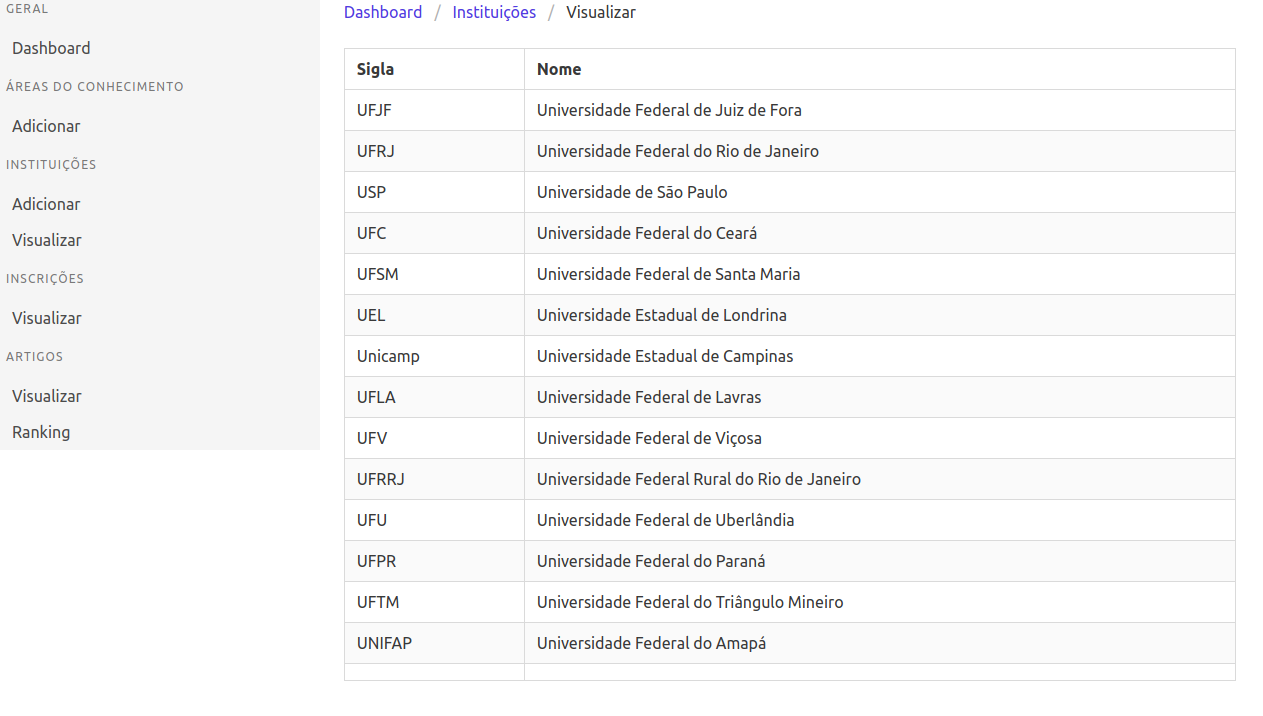 GERAL
Dashboard
ÁREAS DO CONHECIMENTO
Adicionar
INSTITUIÇÕES
Adicionar
Visualizar
INSCRIÇÕES
Visualizar
ARTIGOS
Visualizar
Ranking
Dashboard / Instituições / Visualizar
Sigla Nome
UFJF Universidade Federal de Juiz de Fora
UFRJ Universidade Federal do Rio de Janeiro
USP Universidade de São Paulo
UFC Universidade Federal do Ceará
UFSM Universidade Federal de Santa Maria
UEL Universidade Estadual de Londrina
Unicamp Universidade Estadual de Campinas
UFLA Universidade Federal de Lavras
UFV Universidade Federal de Viçosa
UFRRJ Universidade Federal Rural do Rio de Janeiro
UFU Universidade Federal de Uberlândia
UFPR Universidade Federal do Paraná
UFTM Universidade Federal do Triângulo Mineiro
UNIFAP Universidade Federal do Amapá